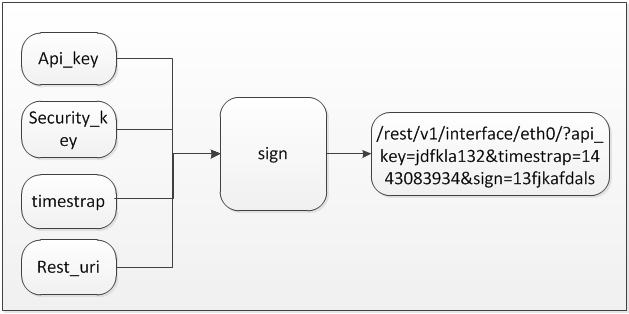 Api_key
Security_k
ey
timestrap
Rest_uri
sign
/rest/v1/interface/eth0/?api_
key=jdfkla132&timestrap=14
43083934&sign=13fjkafdals